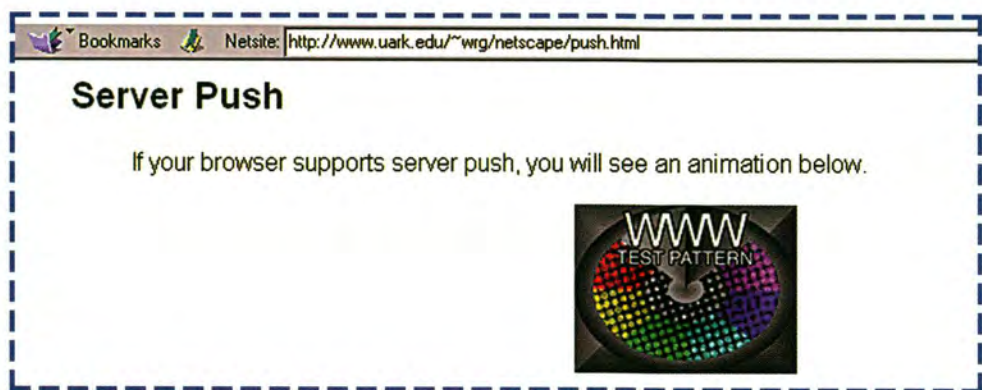 Bookmarks Netsite: http://www.uark.edu/~wrg/netscape/push.html
Server Push
If your browser supports server push, you will see an animation below.
WWW
TEST PATTERN